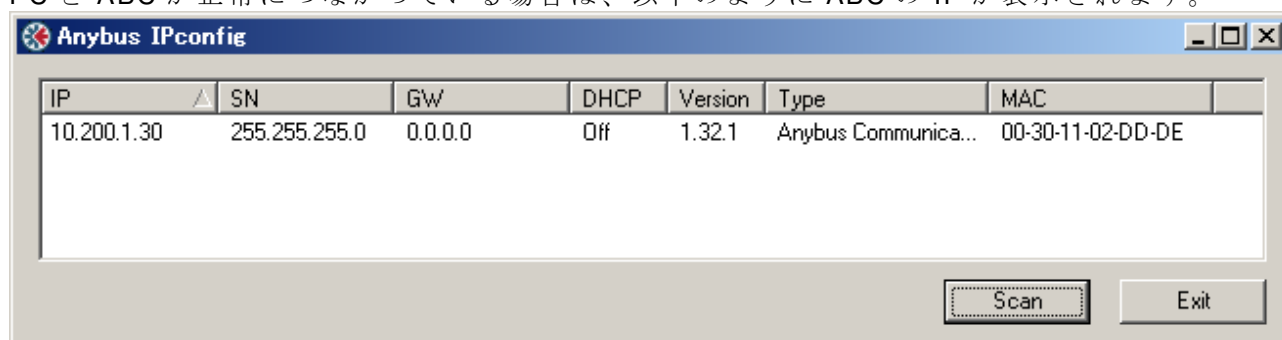 PC と ABC が正常につながっている場合は、以下のように ABC の IP が表示されます。
Anybus IPconfig
IP SN GW DHCP Version Type MAC
10.200.1.30 255.255.255.0 0.0.0.0 Off 1.32.1 Anybus Communica... 00-30-11-02-DD-DE
Scan Exit